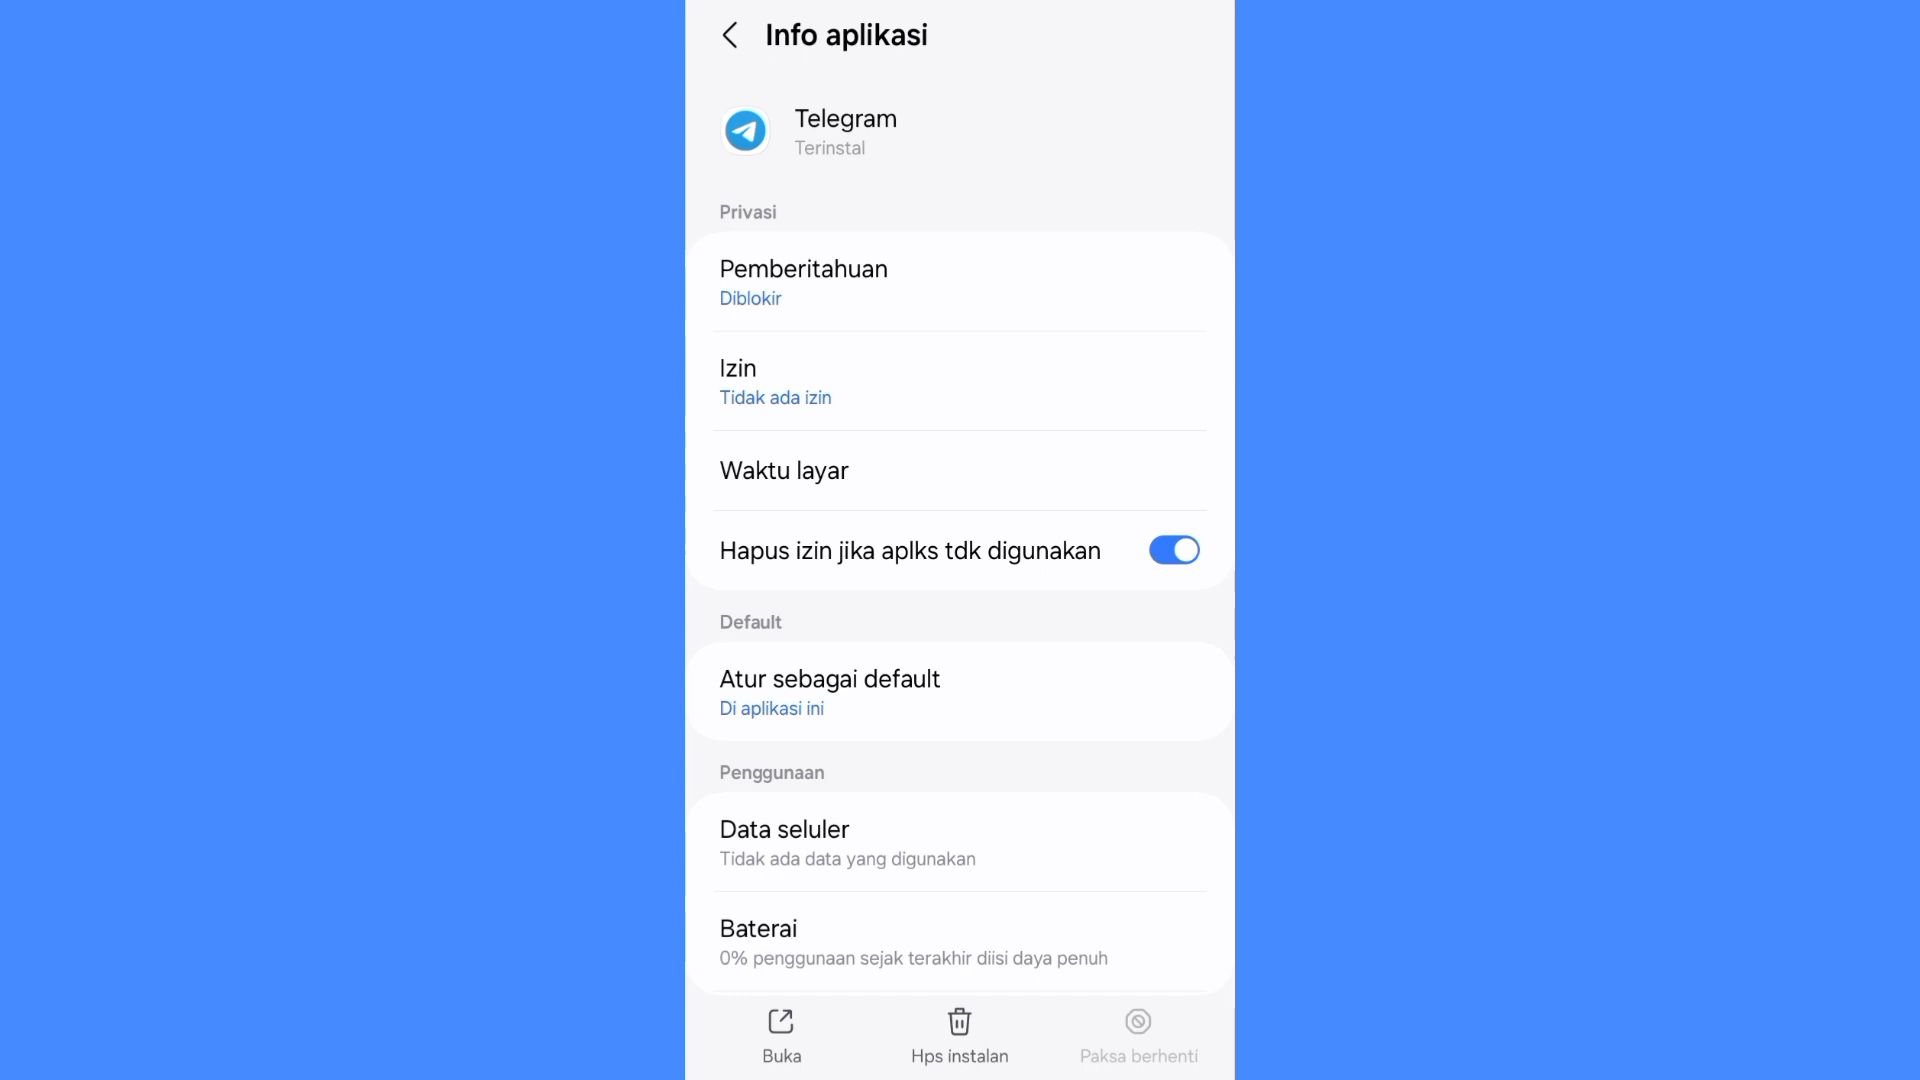 Info aplikasi
Telegram
Terinstal
Privasi
Pemberitahuan
Diblokir
Izin
Tidak ada izin
Waktu layar
Hapus izin jika aplks tdk digunakan
Default
Atur sebagai default
Di aplikasi ini
Penggunaan
Data seluler
Tidak ada data yang digunakan
Baterai
0% penggunaan sejak terakhir diisi daya penuh
Buka
Hps instalan
Paksa berhenti